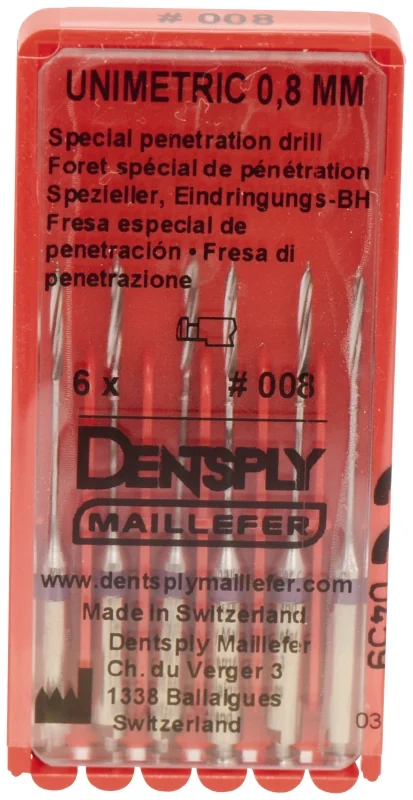 # 008
UNIMETRIC 0,8 MM
Special penetration drill
Foret spécial de pénétration
Spezieller, Eindringungs-BH
Fresa especial de
penetración • Fresa di
penetrazione
6 x # 008
DENTSPLY
MAILLEFER
www.dentsplymaillefer.com
Made in Switzerland
Dentsply Maillefer
Ch. du Verger 3
1338 Ballaigues
Switzerland
0459
03